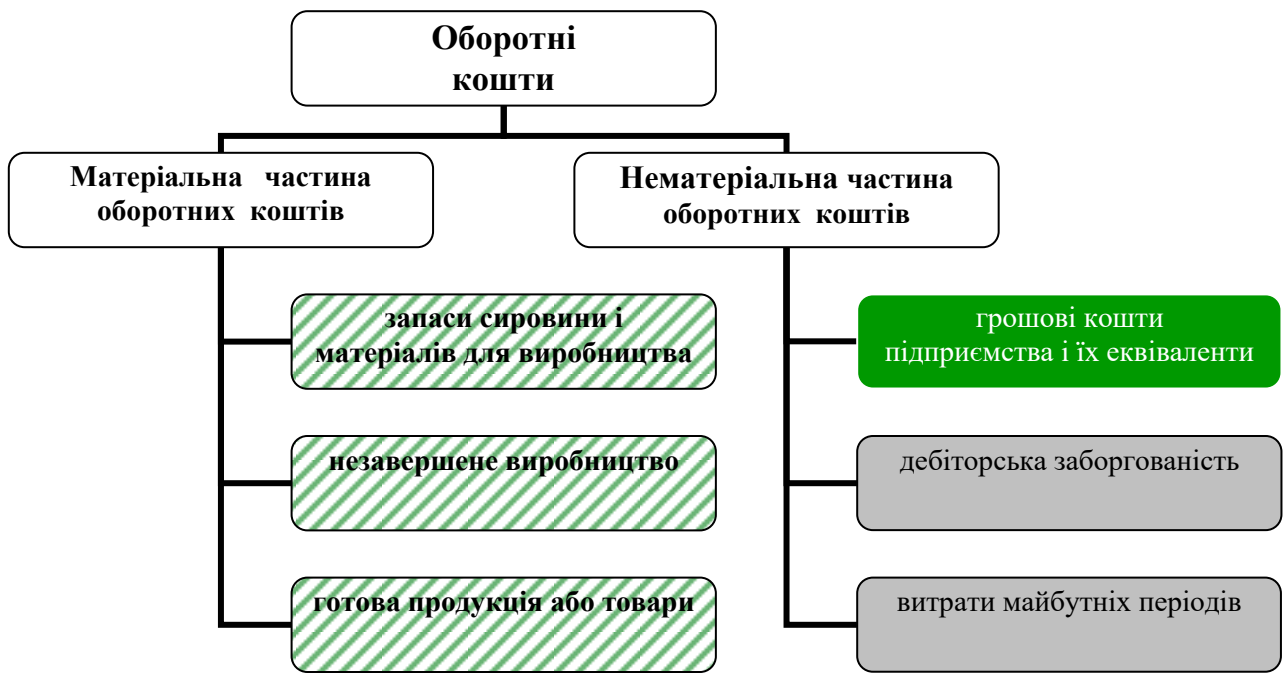 Оборотні
кошти
Матеріальна частина
оборотних коштів
Нематеріальна частина
оборотних коштів
запаси сировини і
матеріалів для виробництва
грошові кошти
підприємства і їх еквіваленти
незавершене виробництво
дебіторська заборгованість
готова продукція або товари
витрати майбутніх періодів